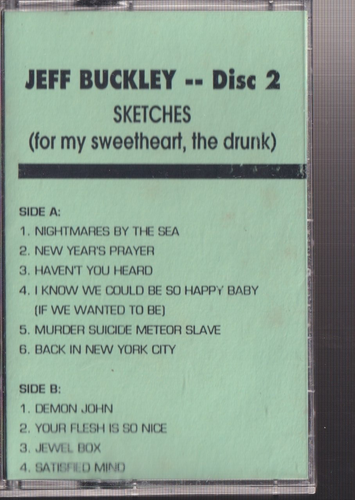 JEFF BUCKLEY -- Disc 2
SKETCHES
(for my sweetheart, the drunk)
SIDE A:
1. NIGHTMARES BY THE SEA
2. NEW YEAR'S PRAYER
3. HAVEN'T YOU HEARD
4. I KNOW WE COULD BE SO HAPPY BABY
(IF WE WANTED TO BE)
5. MURDER SUICIDE METEOR SLAVE
6. BACK IN NEW YORK CITY
SIDE B:
1. DEMON JOHN
2. YOUR FLESH IS SO NICE
3. JEWEL BOX
4. SATISFIED MIND